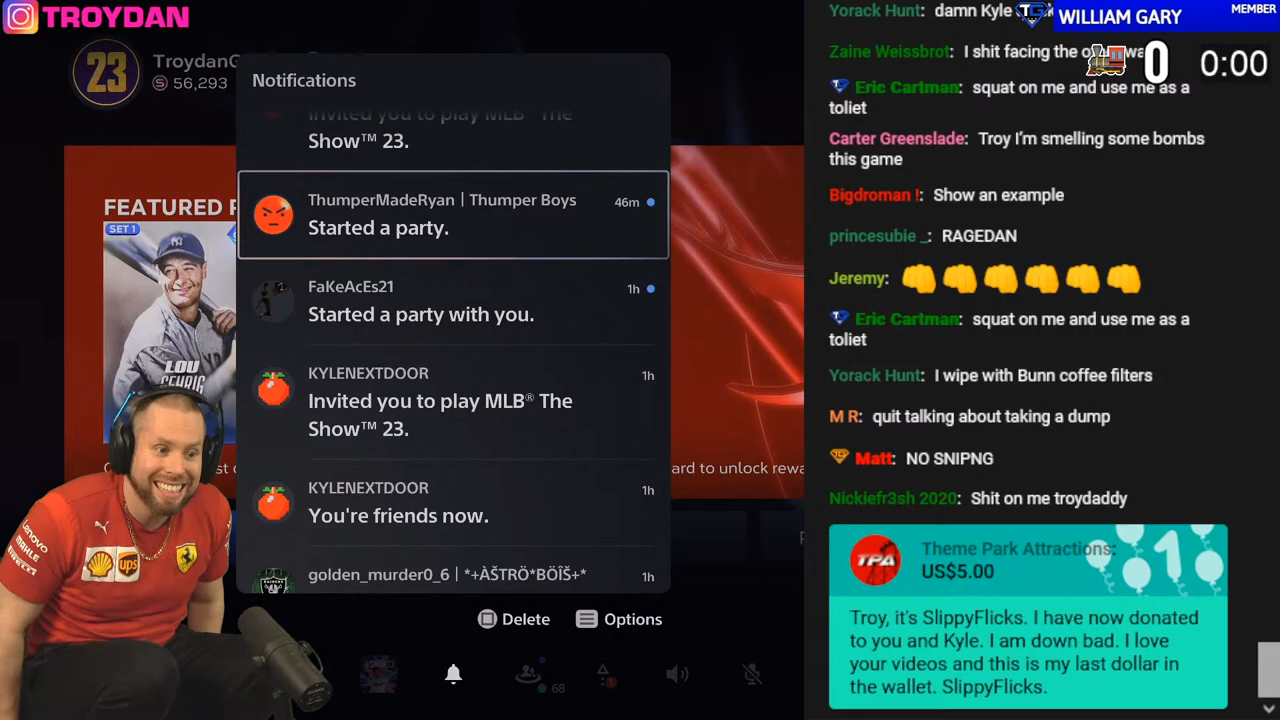 TROYDAN
23
TroydanG
56,293
FEATURED
SET 1
LOU
GEHRIG
Notifications
Invited you to play MLB® The
Show™ 23.
ThumperMadeRyan | Thumper Boys
46m
Started a party.
FaKeAcEs21
1h
Started a party with you.
KYLENEXTDOOR
1h
Invited you to play MLB® The
Show™ 23.
KYLENEXTDOOR
1h
You're friends now.
golden_murder0_6 | *+ÀŠTRÖ*BÖÎŠ+*
1h
ard to unlock rewa
Delete
Options
68
Lenovo
MAHLE
ups
WILLIAM GARY
MEMBER
0
0:00
Yorack Hunt: damn Kyle
Zaine Weissbrot: I shit facing the
Eric Cartman: squat on me and use me as a
toliet
Carter Greenslade: Troy I'm smelling some bombs
this game
Bigdroman !: Show an example
princesubie _: RAGEDAN
Jeremy: 👊👊👊👊👊👊
Eric Cartman: squat on me and use me as a
toliet
Yorack Hunt: I wipe with Bunn coffee filters
M R: quit talking about taking a dump
Matt: NO SNIPNG
Nickiefr3sh 2020: Shit on me troydaddy
TPA
Theme Park Attractions:
US$5.00
1
Troy, it's SlippyFlicks. I have now donated
to you and Kyle. I am down bad. I love
your videos and this is my last dollar in
the wallet. SlippyFlicks.